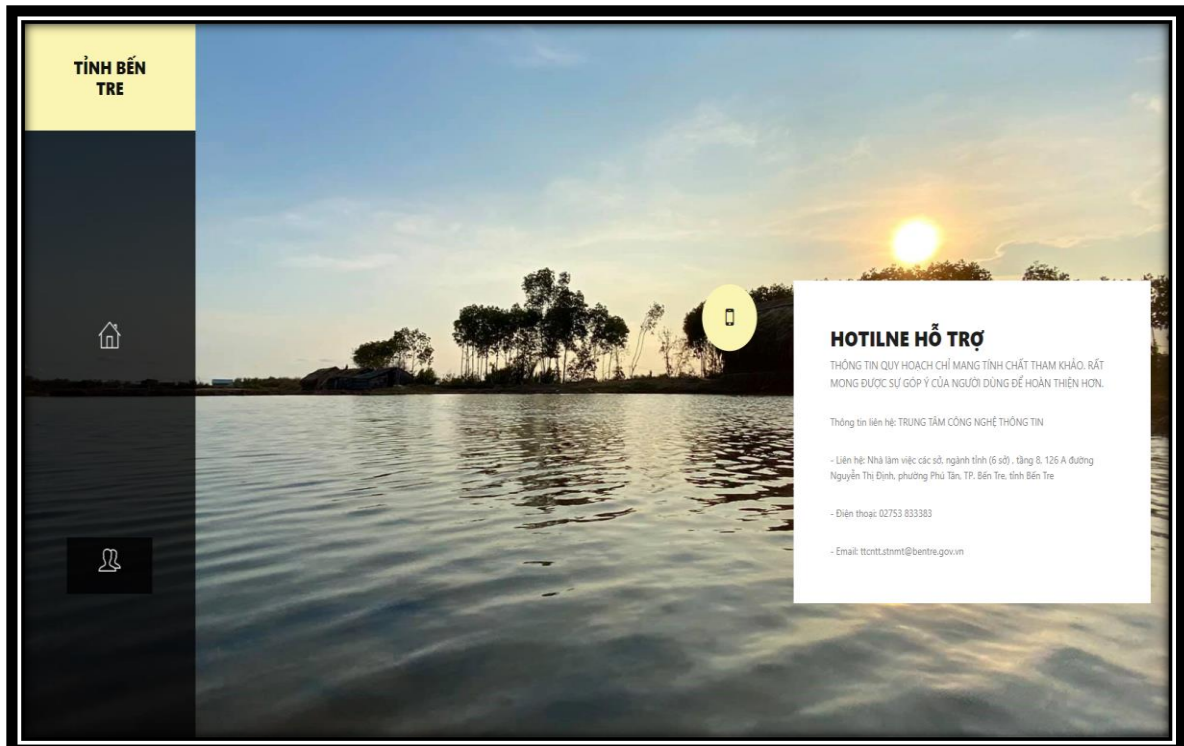 TỈNH BẾN
TRE
HOTILNE HỖ TRỢ
THÔNG TIN QUY HOẠCH CHỈ MANG TÍNH CHẤT THAM KHẢO. RẤT
MONG ĐƯỢC SỰ GÓP Ý CỦA NGƯỜI DÙNG ĐỂ HOÀN THIỆN HƠN.
Thông tin liên hệ: TRUNG TÂM CÔNG NGHỆ THÔNG TIN
- Liên hệ: Nhà làm việc các sở, ngành tỉnh (6 sở) , tầng 8, 126 A đường
Nguyễn Thị Định, phường Phú Tân, TP. Bến Tre, tỉnh Bến Tre
- Điện thoại: 02753 833383
- Email: ttcntt.stnmt@bentre.gov.vn